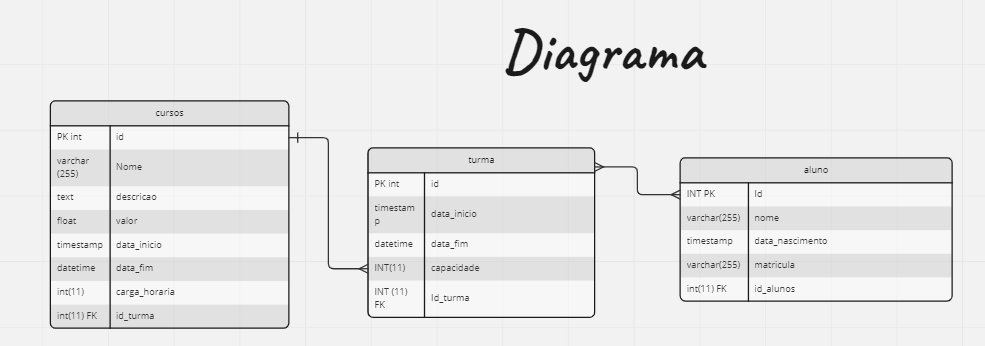 Diagrama
cursos
PK int id
varchar
(255) Nome
text descricao
float valor
timestamp data_inicio
datetime data_fim
int(11) carga_horaria
int(11) FK id_turma
turma
PK int id
timestam
p data_inicio
datetime data_fim
INT(11) capacidade
INT (11)
FK Id_turma
aluno
INT PK Id
varchar(255) nome
timestamp data_nascimento
varchar(255) matricula
int(11) FK id_alunos